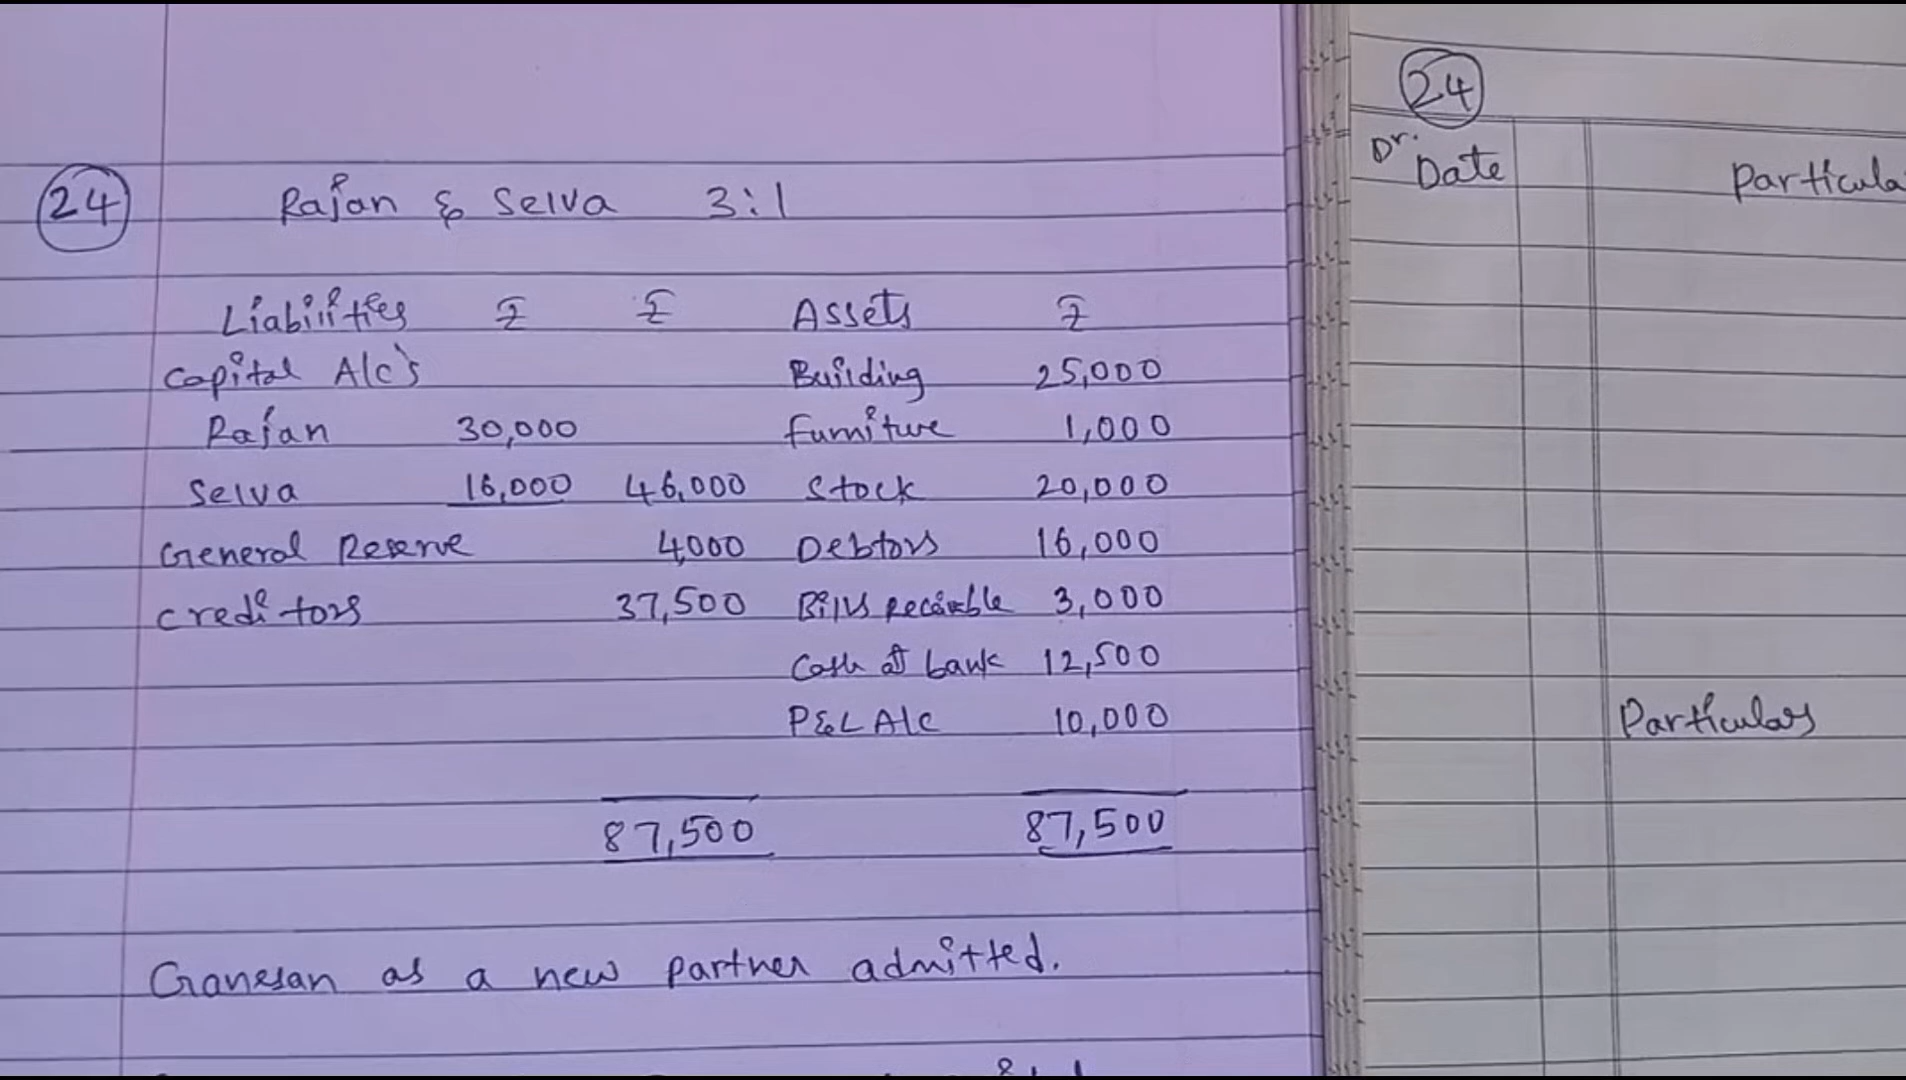 24 Rajan & Selva 3:1
Liabilities ₹ ₹ Assets ₹
Capital A/c's Building 25,000
Rajan 30,000 Furniture 1,000
Selva 16,000 46,000 Stock 20,000
General Reserve 4000 Debtors 16,000
Creditors 37,500 Bills 3,000
Cash at bank 12,500
P&L A/c 10,000
87,500 87,500
Ganesan as a new partner admitted.
24
Dr.
Date Particula
Particulars